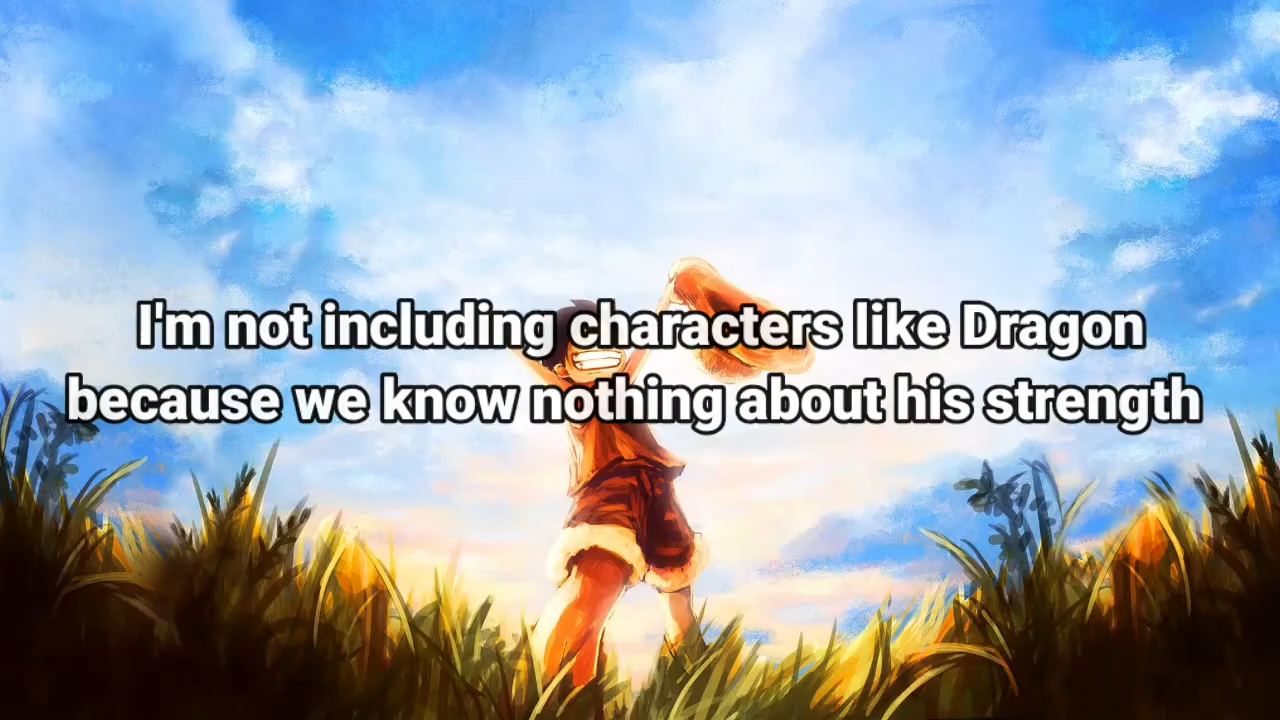 I'm not including characters like Dragon
because we know nothing about his strength